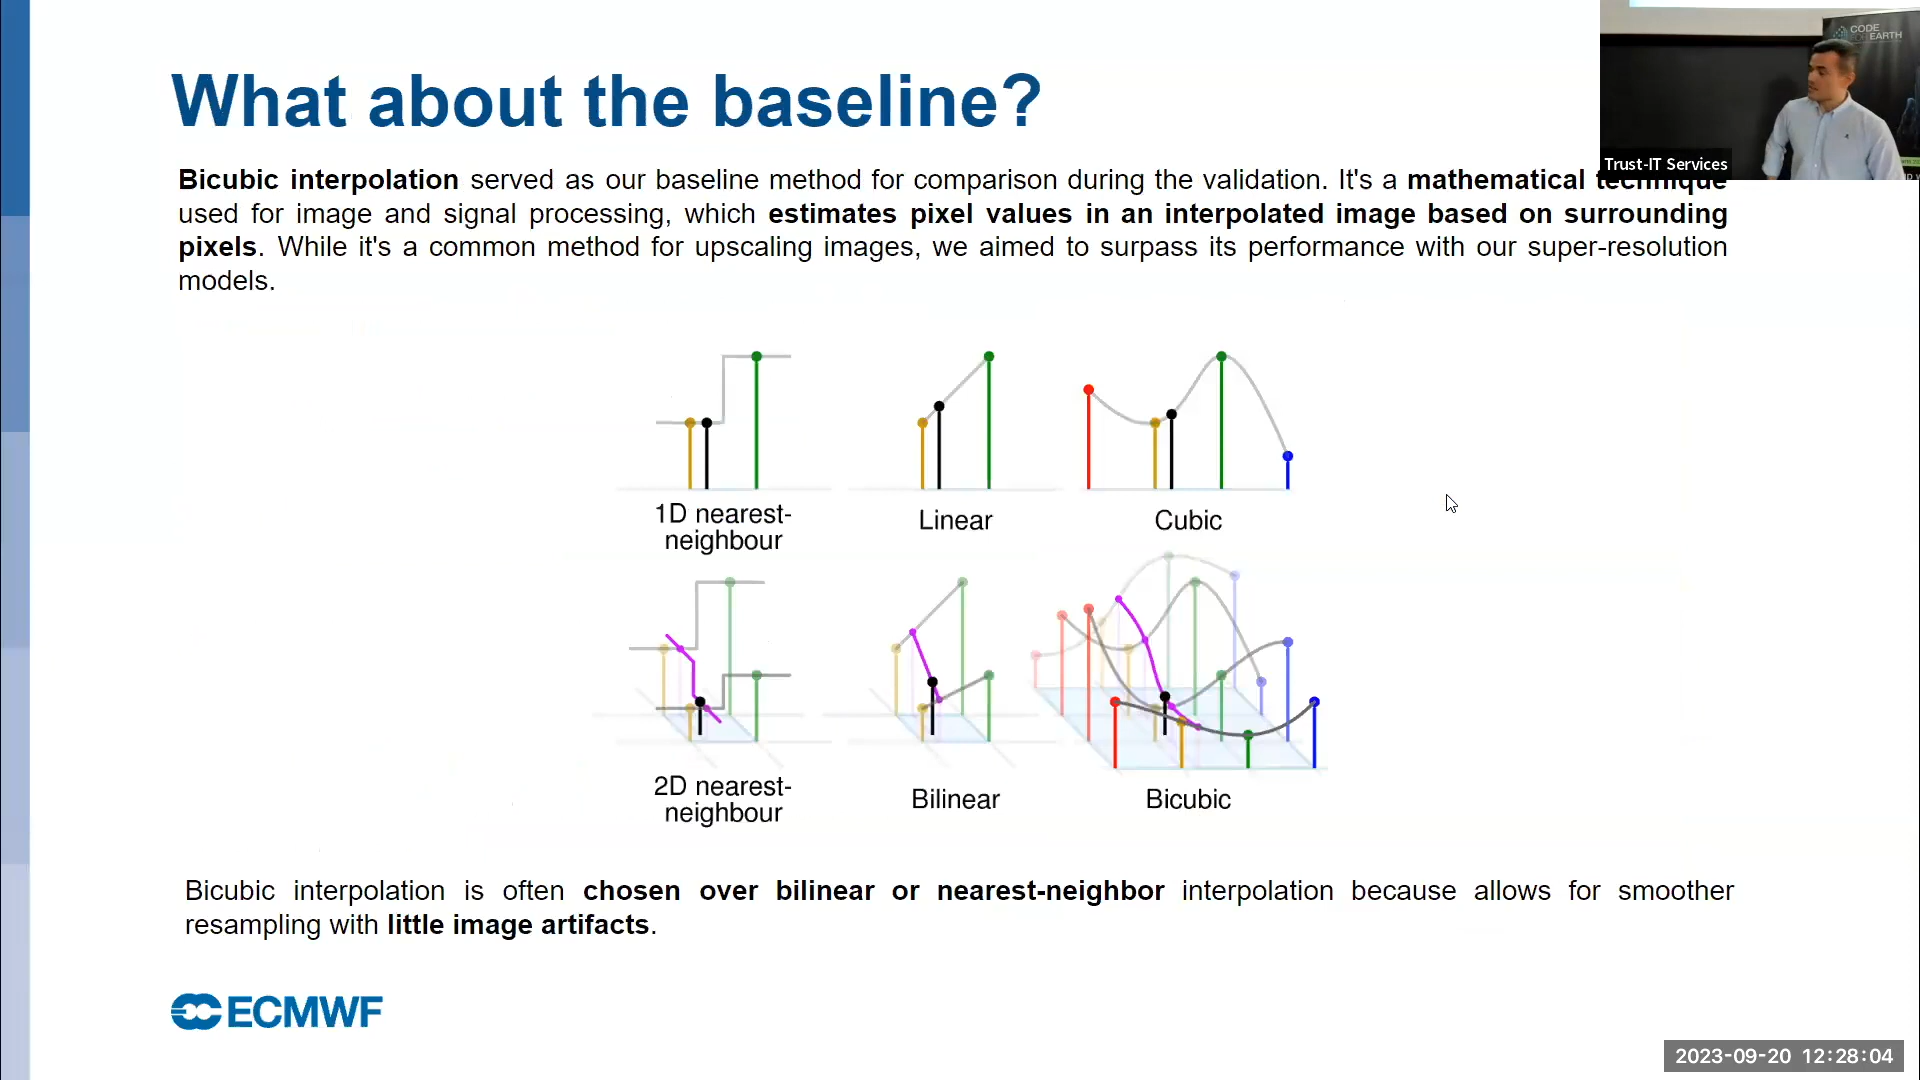 CODE
FOR EARTH
Trust-IT Services
What about the baseline?
Bicubic interpolation served as our baseline method for comparison during the validation. It's a mathematical technique
used for image and signal processing, which estimates pixel values in an interpolated image based on surrounding
pixels. While it's a common method for upscaling images, we aimed to surpass its performance with our super-resolution
models.
1D nearest-
neighbour
Linear
Cubic
2D nearest-
neighbour
Bilinear
Bicubic
Bicubic interpolation is often chosen over bilinear or nearest-neighbor interpolation because allows for smoother
resampling with little image artifacts.
ECMWF
2023-09-20 12:28:04